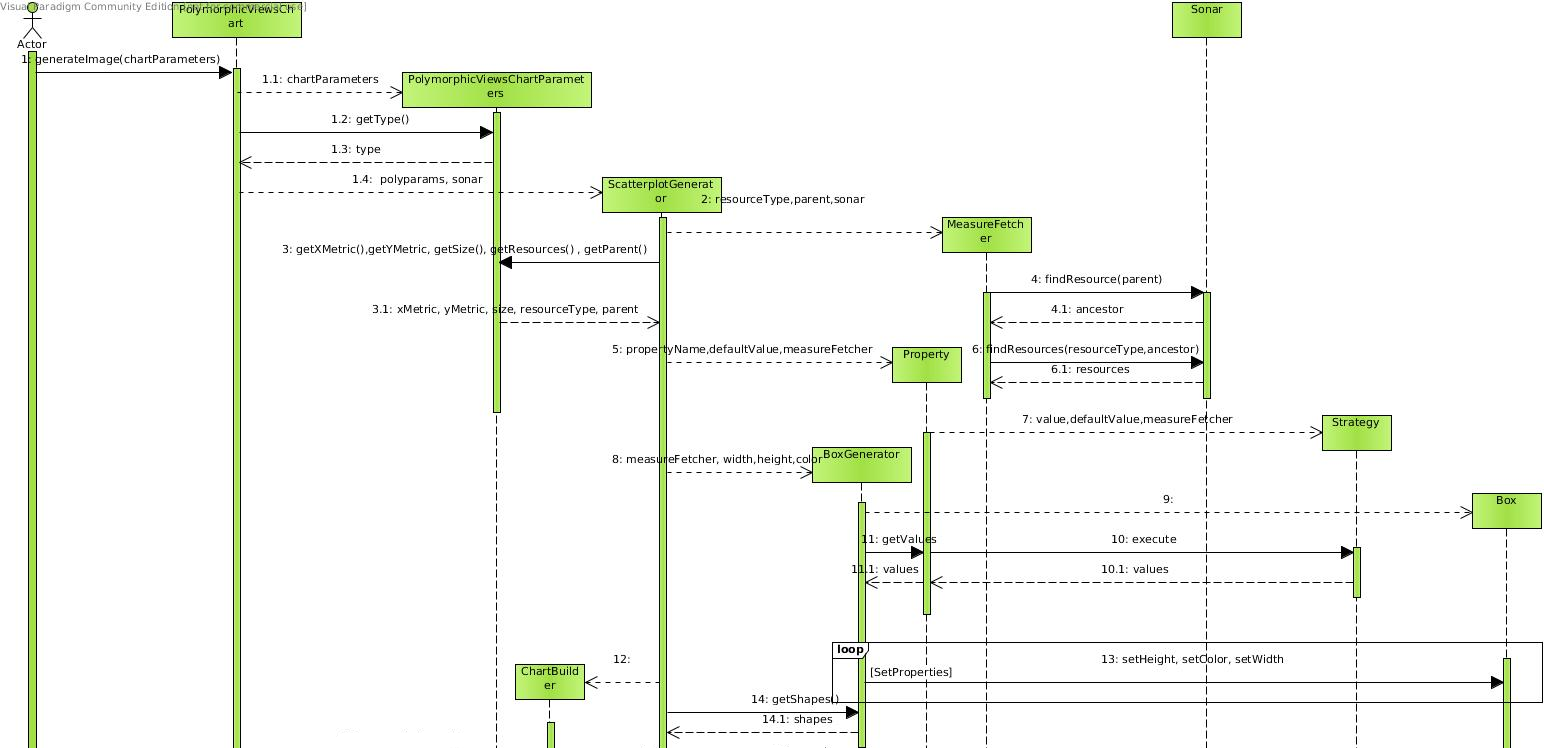 Visual Paradigm Community Edition [not for commercial use]
PolymorphicViewsCh
art
Sonar
Actor
1: generateImage(chartParameters)
1.1: chartParameters
PolymorphicViewsChartParamet
ers
1.2: getType()
1.3: type
1.4: polyparams, sonar
ScatterplotGenerat
or
2: resourceType,parent,sonar
MeasureFetch
er
3: getXMetric(),getYMetric, getSize(), getResources() , getParent()
4: findResource(parent)
3.1: xMetric, yMetric, size, resourceType, parent
4.1: ancestor
5: propertyName,defaultValue,measureFetcher
Property
6: findResources(resourceType,ancestor)
6.1: resources
7: value,defaultValue,measureFetcher
Strategy
8: measureFetcher, width,height,color
BoxGenerator
9:
Box
11: getValues
10: execute
11.1: values
10.1: values
loop
12:
13: setHeight, setColor, setWidth
ChartBuild
er
[SetProperties]
14: getShapes()
14.1: shapes